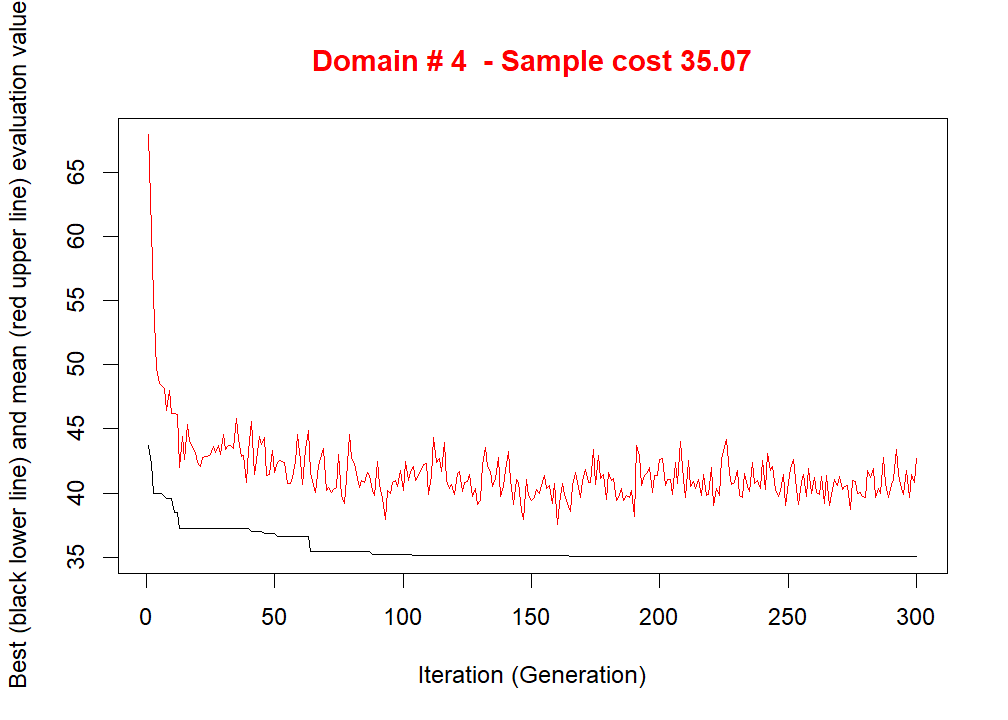 Domain # 4  - Sample cost 35.07
Best (black lower line) and mean (red upper line) evaluation value
65
60
55
50
45
40
35
0 50 100 150 200 250 300
Iteration (Generation)